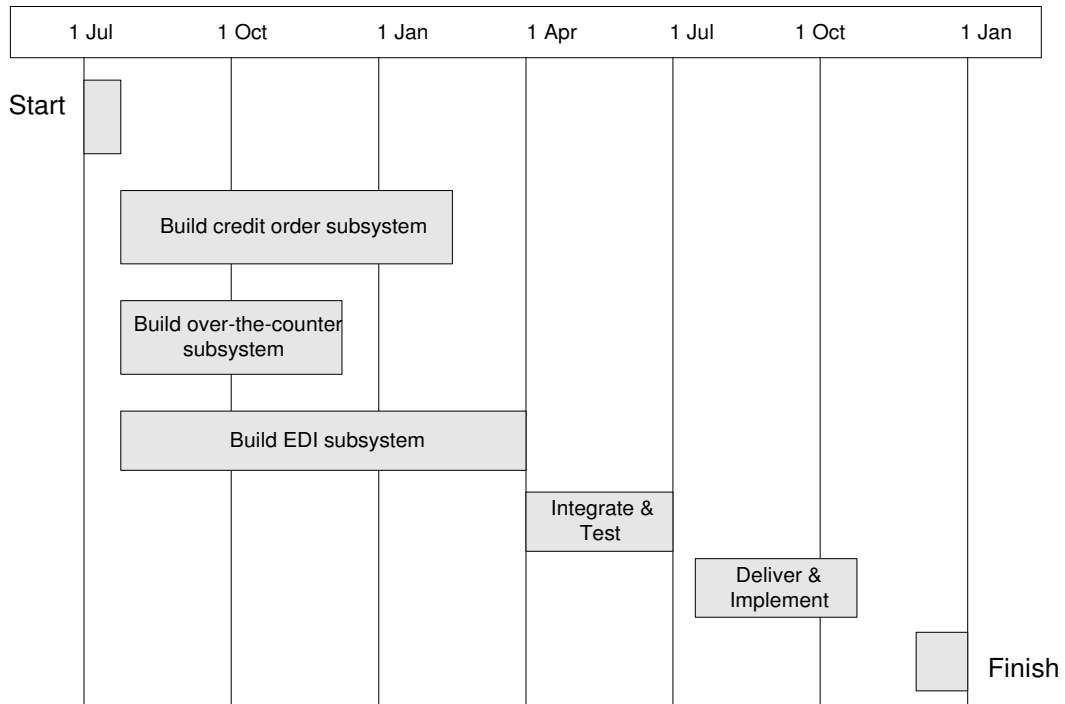 1 Jul 1 Oct 1 Jan 1 Apr 1 Jul 1 Oct 1 Jan
Start
Build credit order subsystem
Build over-the-counter
subsystem
Build EDI subsystem
Integrate &
Test
Deliver &
Implement
Finish